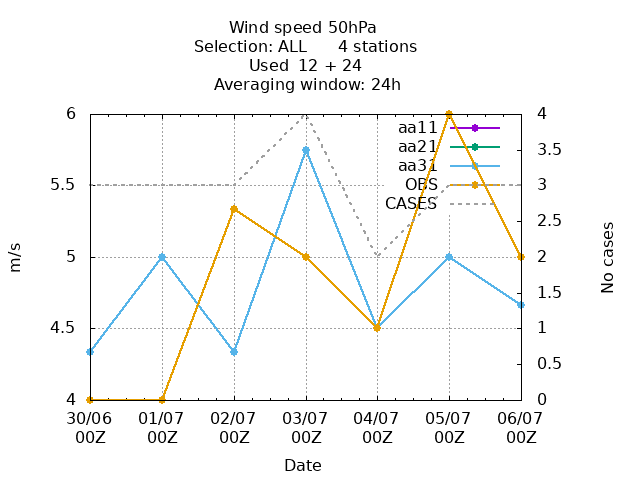 Wind speed 50hPa
Selection: ALL 4 stations
Used 12 + 24
Averaging window: 24h
6
5.5
5
4.5
4
m/s
4
3.5
3
2.5
2
1.5
1
0.5
0
No cases
aa11
aa21
aa31
OBS
CASES
30/06 01/07 02/07 03/07 04/07 05/07 06/07
00Z 00Z 00Z 00Z 00Z 00Z 00Z
Date